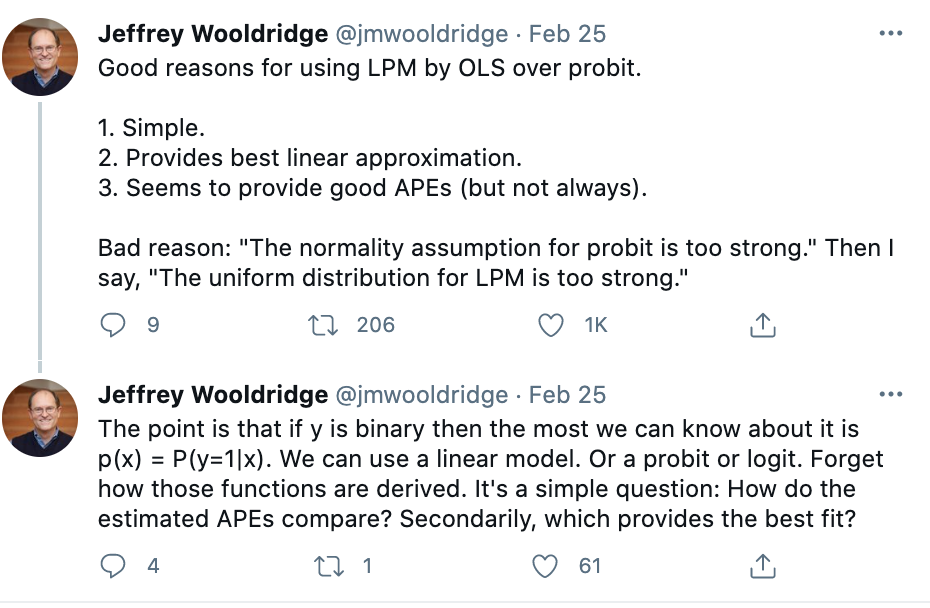 Jeffrey Wooldridge @jmwooldridge · Feb 25
Good reasons for using LPM by OLS over probit.
1. Simple.
2. Provides best linear approximation.
3. Seems to provide good APEs (but not always).
Bad reason: "The normality assumption for probit is too strong." Then I
say, "The uniform distribution for LPM is too strong."
9 206 1K
Jeffrey Wooldridge @jmwooldridge · Feb 25
The point is that if y is binary then the most we can know about it is
p(x) = P(y=1|x). We can use a linear model. Or a probit or logit. Forget
how those functions are derived. It's a simple question: How do the
estimated APEs compare? Secondarily, which provides the best fit?
4 1 61